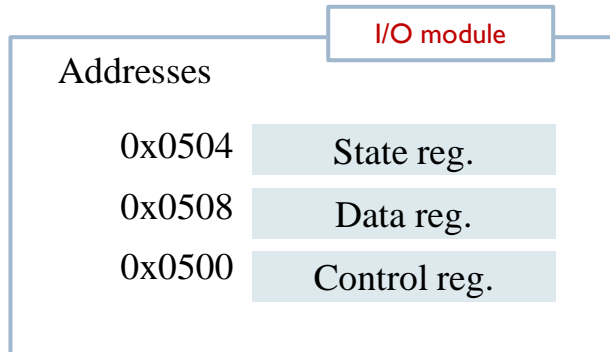 I/O module
Addresses
0x0504 State reg.
0x0508 Data reg.
0x0500 Control reg.